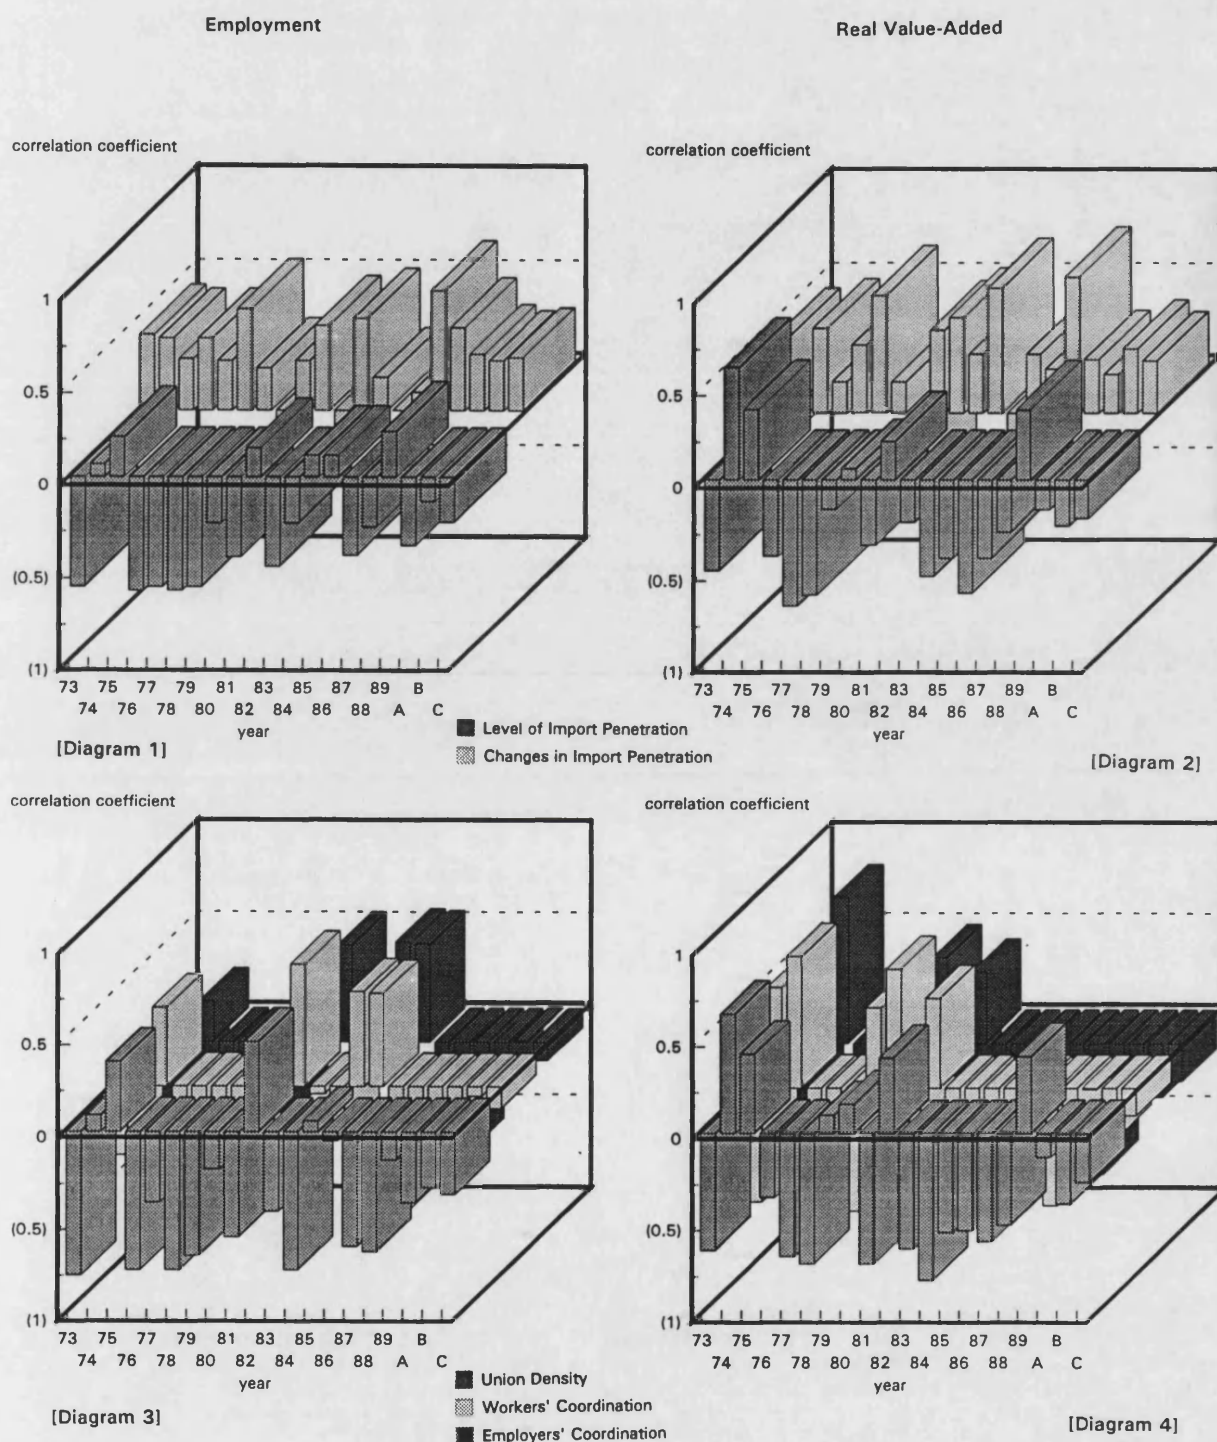 Employment
Real Value-Added
correlation coefficient
1
0.5
0
(0.5)
(1)
73 75 77 79 81 83 85 87 89 B
74 76 78 80 82 84 86 88 A C
year
[Diagram 1]
correlation coefficient
1
0.5
0
(0.5)
(1)
73 75 77 79 81 83 85 87 89 B
74 76 78 80 82 84 86 88 A C
year
[Diagram 2]
Level of Import Penetration
Changes in Import Penetration
correlation coefficient
1
0.5
0
(0.5)
(1)
73 75 77 79 81 83 85 87 89 B
74 76 78 80 82 84 86 88 A C
year
[Diagram 3]
correlation coefficient
1
0.5
0
(0.5)
(1)
73 75 77 79 81 83 85 87 89 B
74 76 78 80 82 84 86 88 A C
year
[Diagram 4]
Union Density
Workers' Coordination
Employers' Coordination